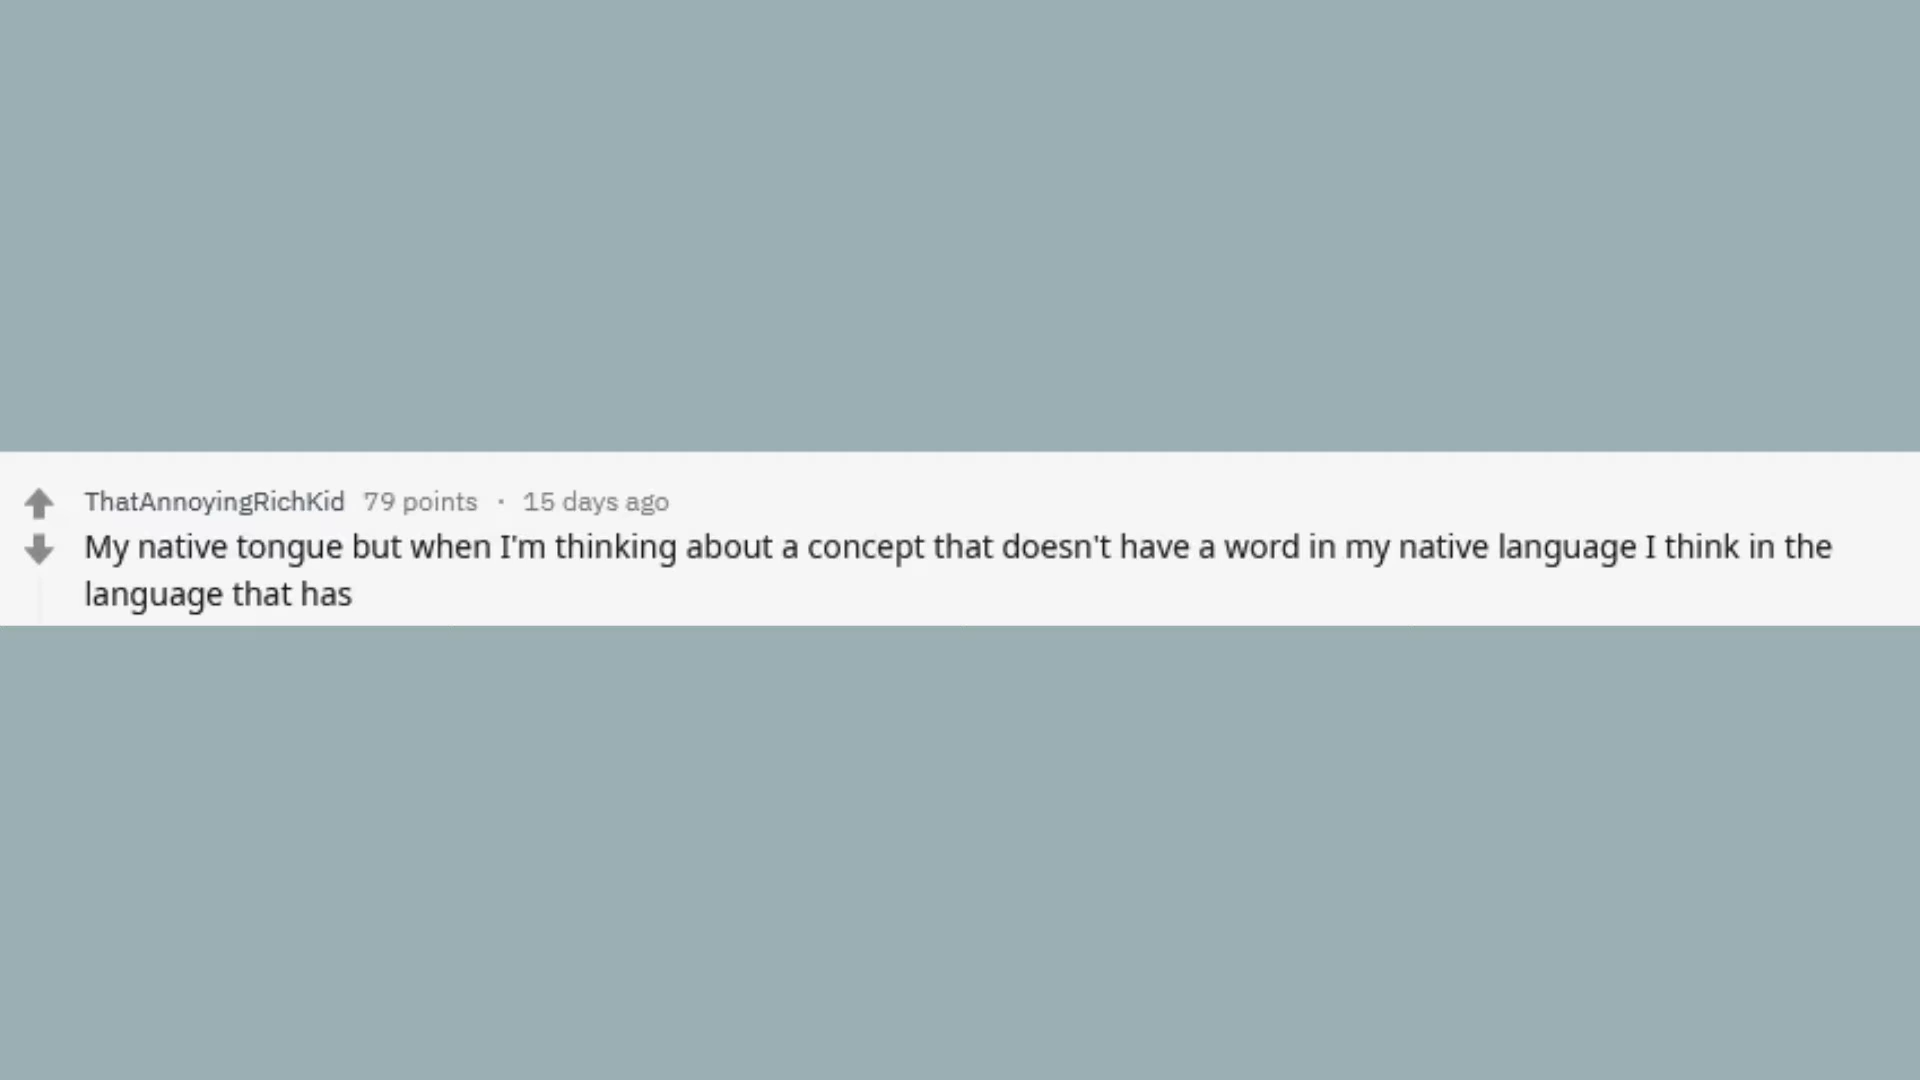 ThatAnnoyingRichKid 79 points · 15 days ago
My native tongue but when I'm thinking about a concept that doesn't have a word in my native language I think in the
language that has